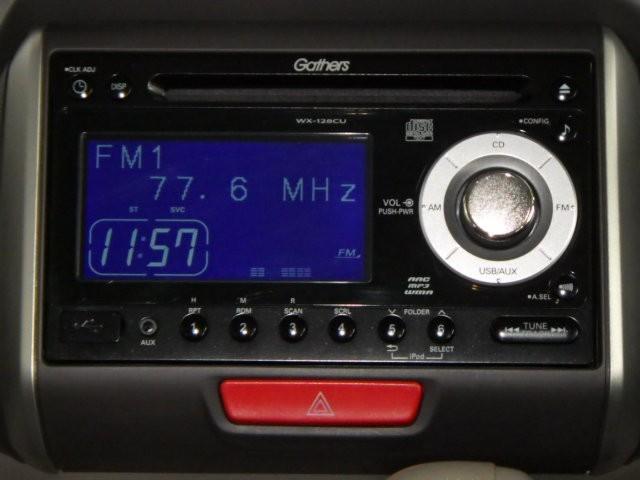 Gathers
CLK ADJ
DISP
WX-128CU
DISC
CONFIG
FM1
77.6 MHz
ST SVC
11:57
FM
CD
AM
FM
USB/AUX
VOL
PUSH-PWR
AAC
MP3
WMA
A.SEL
H M R FOLDER
RPT RDM SCAN SCRL
1 2 3 4 5 6
AUX
iPod SELECT
TUNE